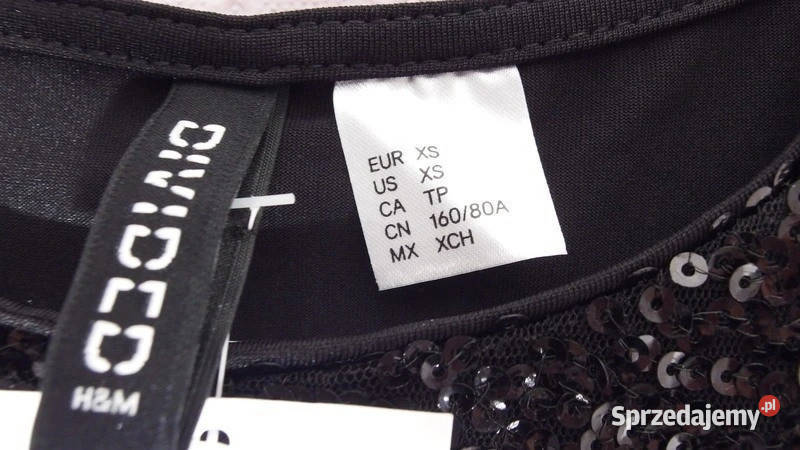 DIVIDED
H&M
EUR XS
US XS
CA TP
CN 160/80A
MX XCH
e
Sprzedajemy.pl